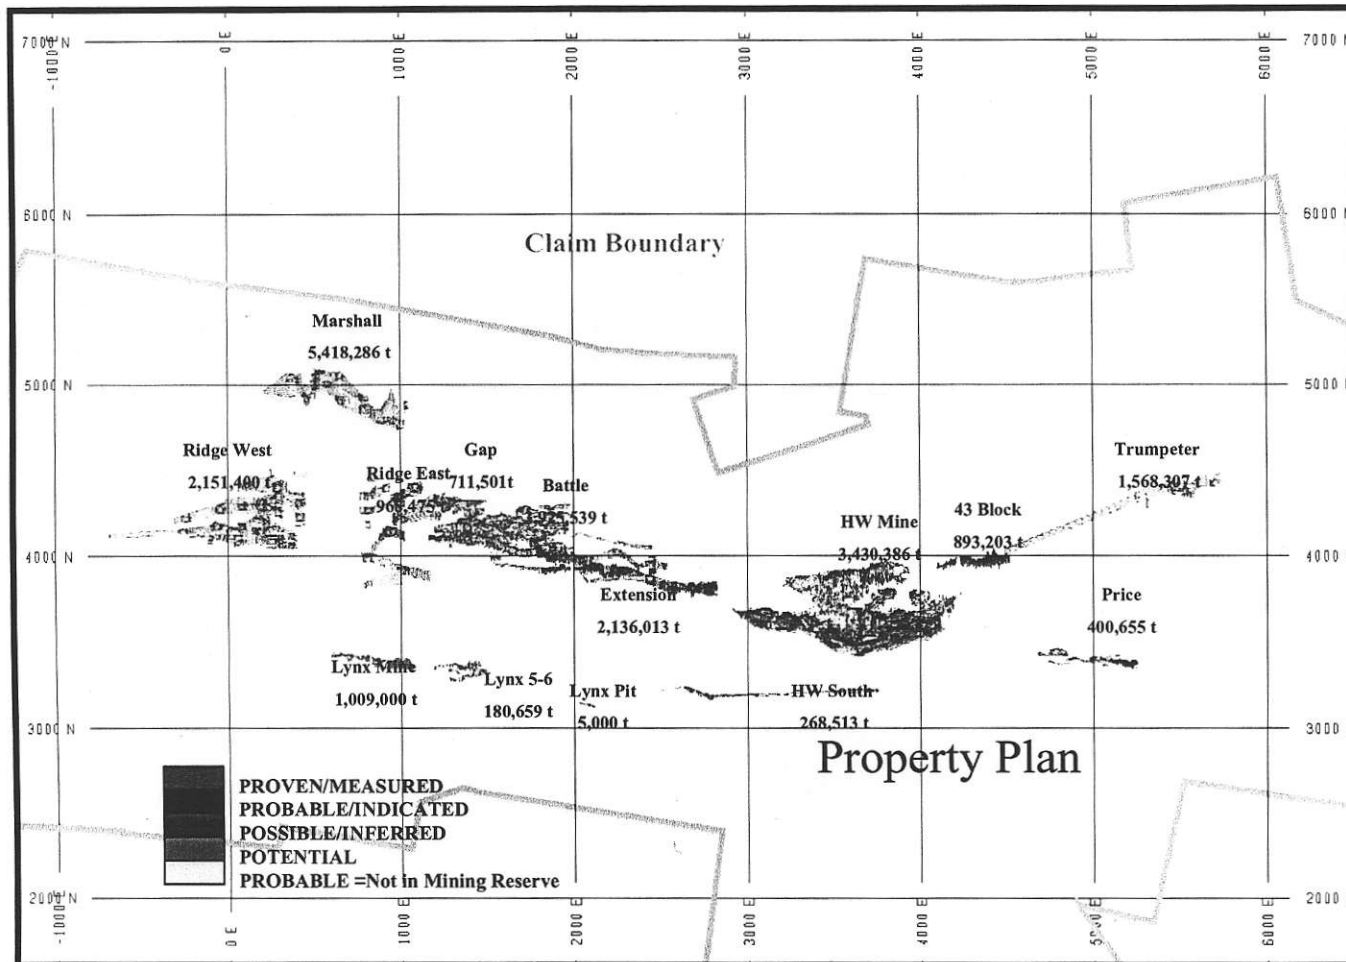 -1000 E
0 E
1000 E
2000 E
3000 E
4000 E
5000 E
6000 E
7000 N
7000 N
6000 N
6000 N
Claim Boundary
Marshall
5,418,286 t
5000 N
5000 N
Ridge West
2,151,400 t
Ridge East
Gap
711,501t
Battle
Trumpeter
1,568,307 t
HW Mine
3,430,386 t
43 Block
893,203 t
4000 N
4000 N
Extension
2,136,013 t
Price
400,655 t
Lynx Mine
1,009,000 t
Lynx 5-6
180,659 t
Lynx Pit
5,000 t
HW South
268,513 t
3000 N
3000
Property Plan
PROVEN/MEASURED
PROBABLE/INDICATED
POSSIBLE/INFERRED
POTENTIAL
PROBABLE =Not in Mining Reserve
2000 N
2000
-1000 E
0 E
1000 E
2000 E
3000 E
4000 E
5000 E
6000 E